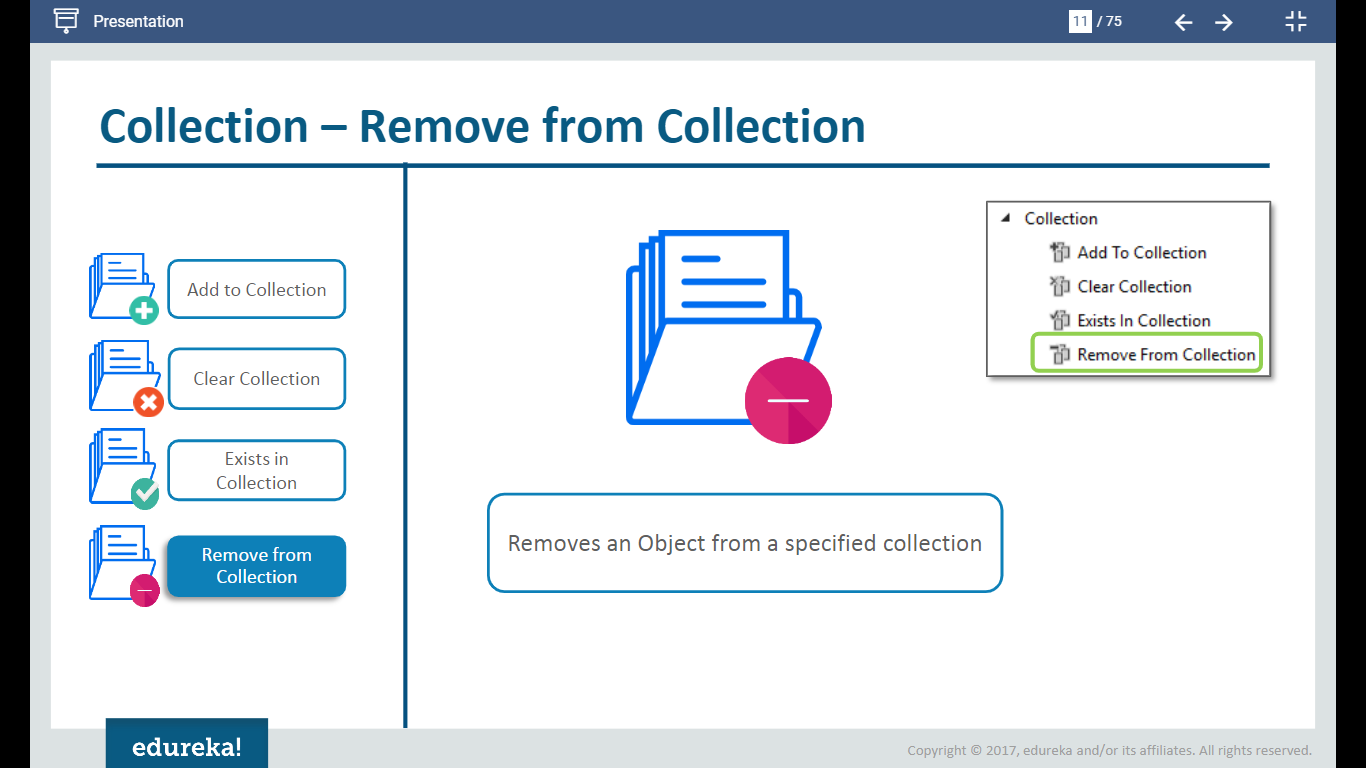 Presentation
11 / 75
Collection – Remove from Collection
Add to Collection
Clear Collection
Exists in
Collection
Remove from
Collection
Collection
Add To Collection
Clear Collection
Exists In Collection
Remove From Collection
Removes an Object from a specified collection
edureka!
Copyright © 2017, edureka and/or its affiliates. All rights reserved.